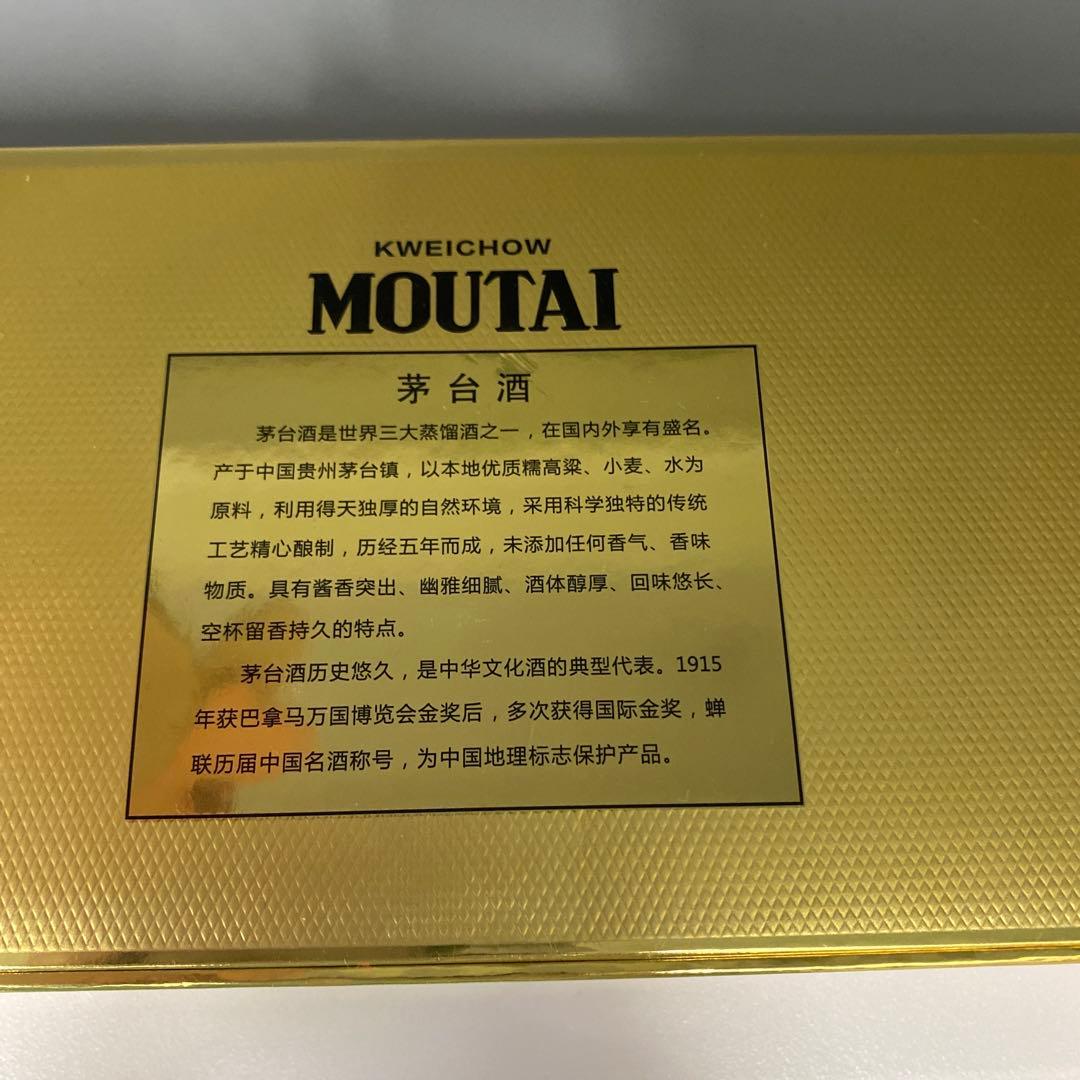 KWEICHOW
MOUTAI
茅台酒
茅台酒是世界三大蒸馏酒之一，在国内外享有盛名。
产于中国贵州茅台镇，以本地优质糯高粱、小麦、水为
原料，利用得天独厚的自然环境，采用科学独特的传统
工艺精心酿制，历经五年而成，未添加任何香气、香味
物质。具有酱香突出、幽雅细腻、酒体醇厚、回味悠长、
空杯留香持久的特点。
茅台酒历史悠久，是中华文化酒的典型代表。1915
年获巴拿马万国博览会金奖后，多次获得国际金奖，蝉
联历届中国名酒称号，为中国地理标志保护产品。